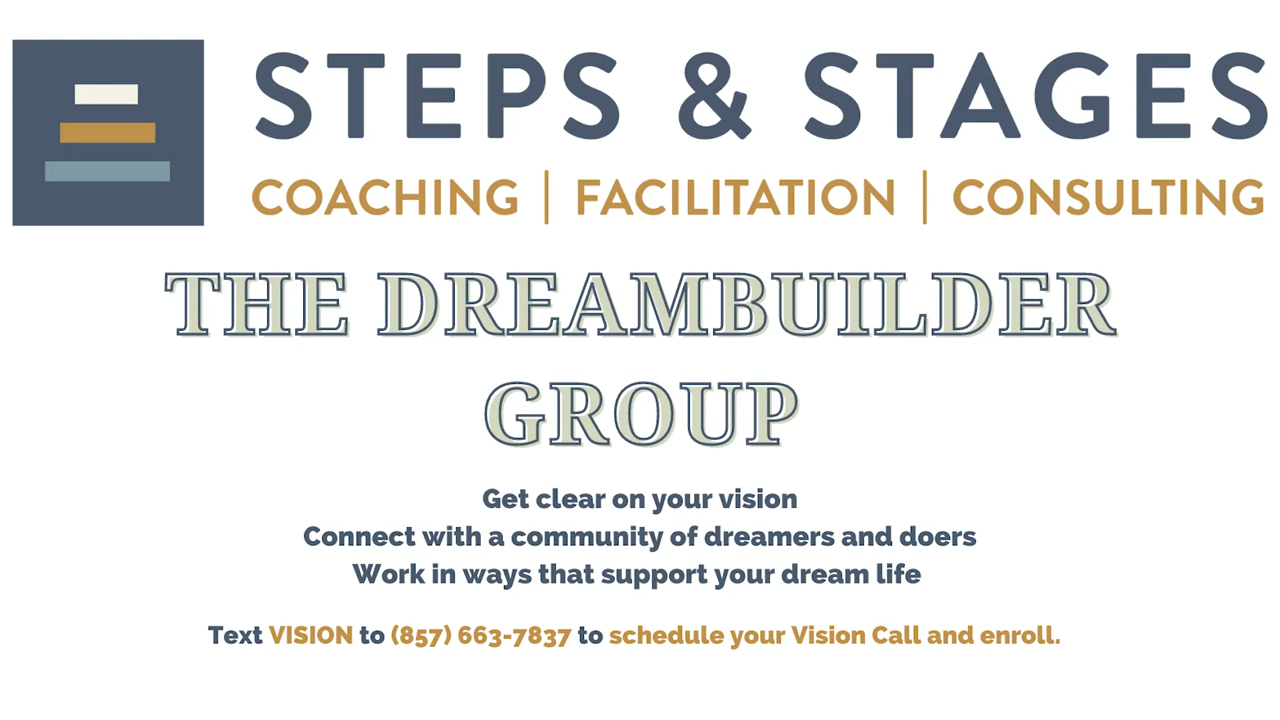 STEPS & STAGES
COACHING | FACILITATION | CONSULTING
THE DREAMBUILDER
GROUP
Get clear on your vision
Connect with a community of dreamers and doers
Work in ways that support your dream life
Text VISION to (857) 663-7837 to schedule your Vision Call and enroll.